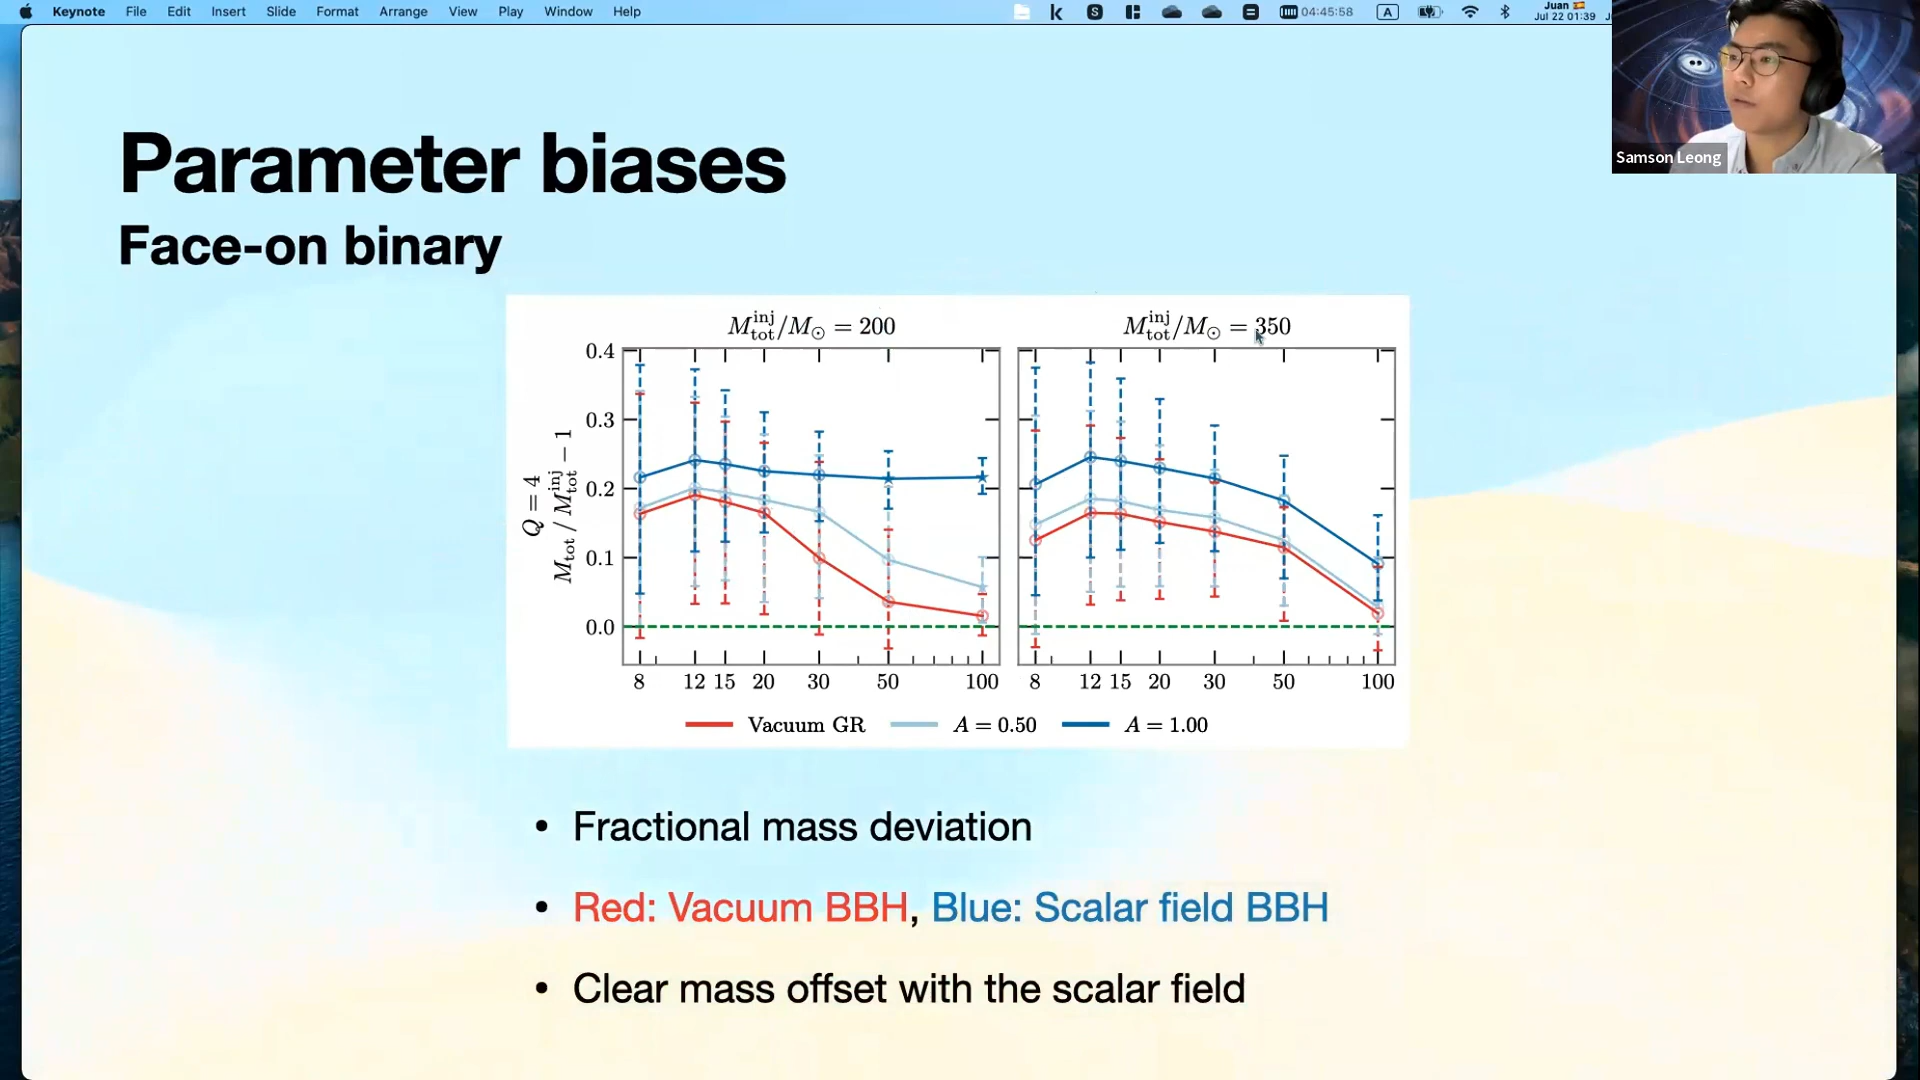 Keynote File Edit Insert Slide Format Arrange View Play Window Help
04:45:58 A Juan
Jul 22 01:39
Samson Leong
Parameter biases
Face-on binary
M_tot^inj/M_⊙ = 200 M_tot^inj/M_⊙ = 350
Q = 4
M_tot / M_tot^inj − 1
0.4
0.3
0.2
0.1
0.0
8 12 15 20 30 50 100 8 12 15 20 30 50 100
Vacuum GR A = 0.50 A = 1.00
• Fractional mass deviation
• Red: Vacuum BBH, Blue: Scalar field BBH
• Clear mass offset with the scalar field